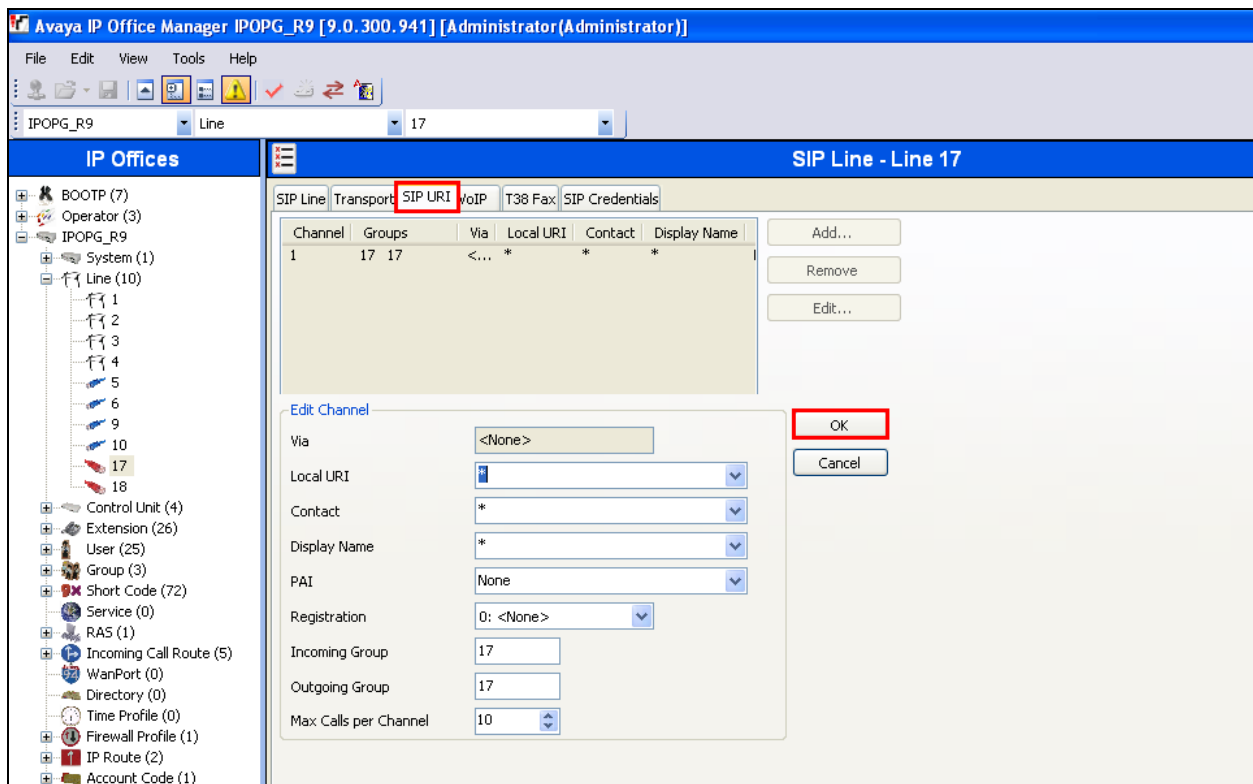 Avaya IP Office Manager IPOPG_R9 [9.0.300.941] [Administrator(Administrator)]
File Edit View Tools Help
IPOPG_R9 Line 17
IP Offices
BOOTP (7)
Operator (3)
IPOPG_R9
System (1)
Line (10)
1
2
3
4
5
6
9
10
17
18
Control Unit (4)
Extension (26)
User (25)
Group (3)
Short Code (72)
Service (0)
RAS (1)
Incoming Call Route (5)
WanPort (0)
Directory (0)
Time Profile (0)
Firewall Profile (1)
IP Route (2)
Account Code (1)
SIP Line - Line 17
SIP Line Transport SIP URI VoIP T38 Fax SIP Credentials
Channel Groups Via Local URI Contact Display Name
1 17 17 <... * * *
Add...
Remove
Edit...
Edit Channel
Via <None>
Local URI *
Contact *
Display Name *
PAI None
Registration 0: <None>
Incoming Group 17
Outgoing Group 17
Max Calls per Channel 10
OK
Cancel